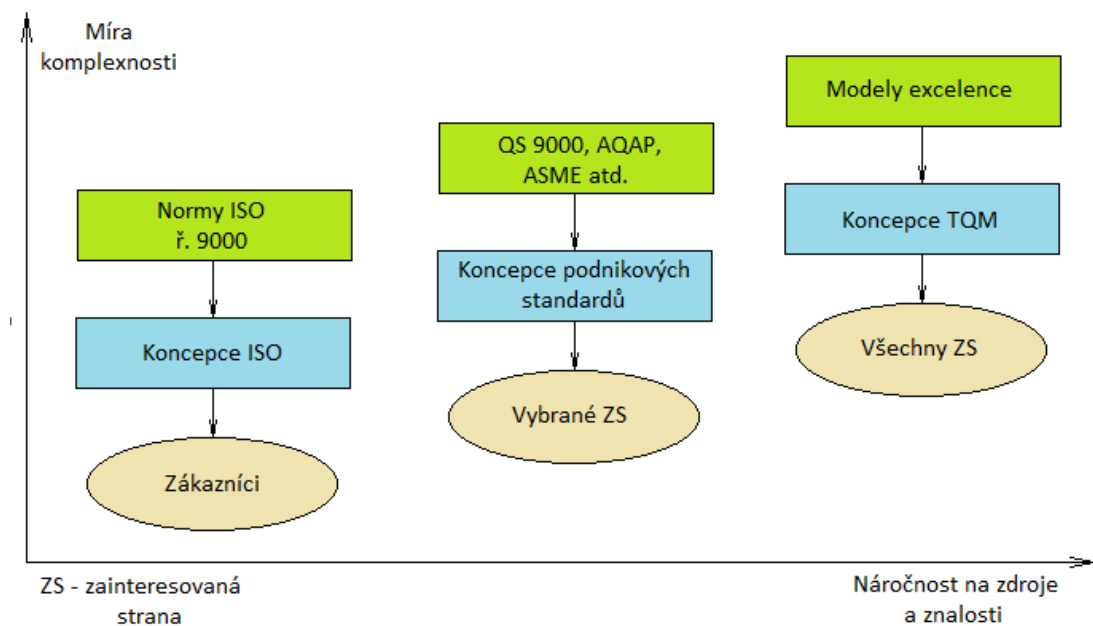 Míra
komplexnosti
Normy ISO
ř. 9000
Koncepce ISO
Zákazníci
QS 9000, AQAP,
ASME atd.
Koncepce podnikových
standardů
Vybrané ZS
Modely excelence
Koncepce TQM
Všechny ZS
ZS - zainteresovaná
strana
Náročnost na zdroje
a znalosti